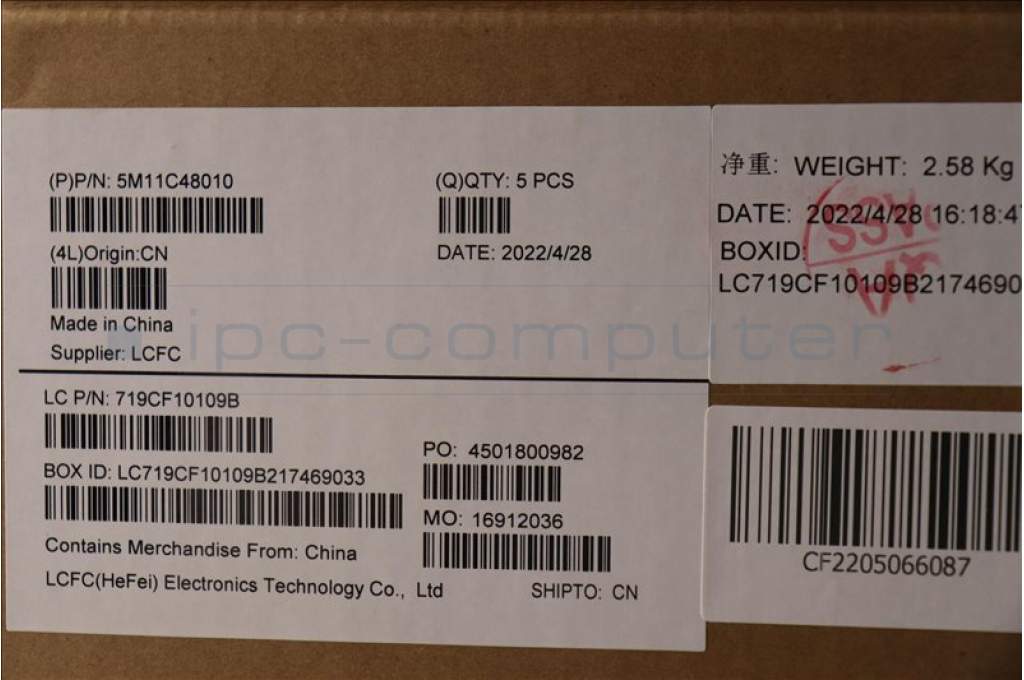 (P)P/N: 5M11C48010
(Q)QTY: 5 PCS
(4L)Origin:CN
DATE: 2022/4/28
Made in China
Supplier: LCFC
LC P/N: 719CF10109B
BOX ID: LC719CF10109B217469033
PO: 4501800982
MO: 16912036
Contains Merchandise From: China
LCFC(HeFei) Electronics Technology Co., Ltd
SHIPTO: CN
净重: WEIGHT: 2.58 Kg
DATE: 2022/4/28 16:18:47
BOXID:
LC719CF10109B2174690
CF2205066087
ipc-computer